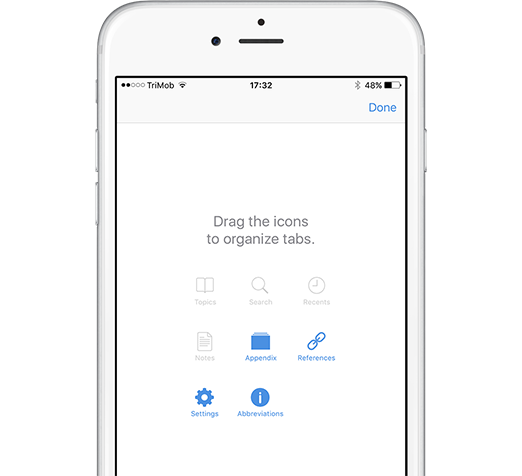 TriMob 17:32 48%
Done
Drag the icons
to organize tabs.
Topics Search Recents
Notes Appendix References
Settings Abbreviations